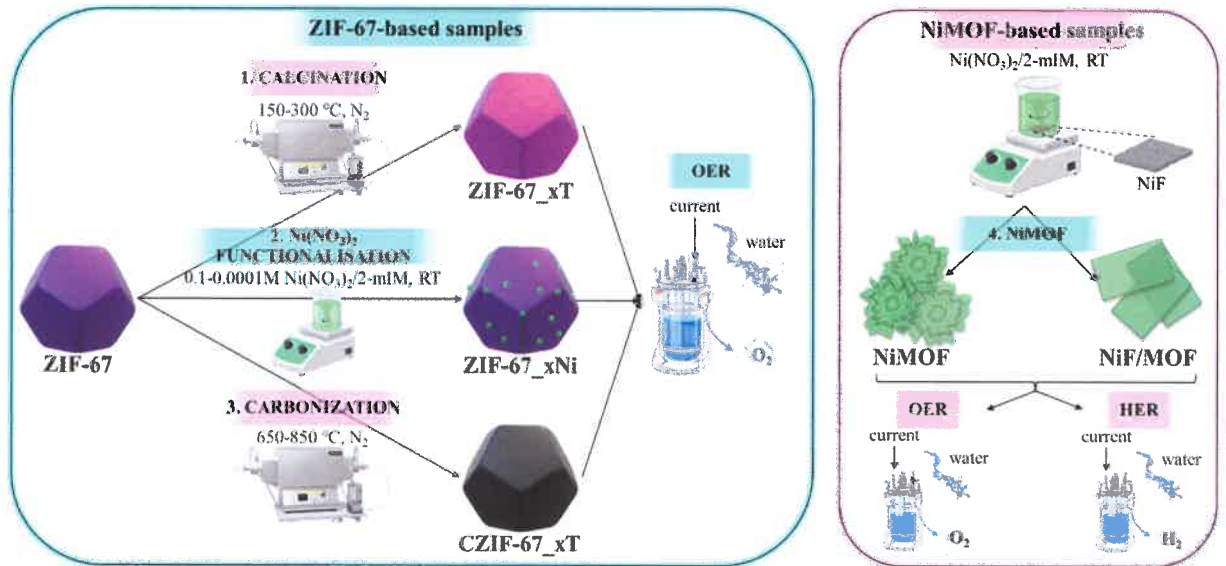 ZIF-67-based samples
1. CALCINATION
150-300 °C, N₂
ZIF-67_xT
2. Ni(NO₃)₂
FUNCTIONALISATION
0.1-0.0001M Ni(NO₃)₂/2-mIM, RT
ZIF-67
ZIF-67_xNi
3. CARBONIZATION
650-850 °C, N₂
CZIF-67_xT
OER
current
water
O₂
NiMOF-based samples
Ni(NO₃)₂/2-mIM, RT
NiF
4. NiMOF
NiMOF
NiF/MOF
OER
current
water
O₂
HER
current
water
H₂